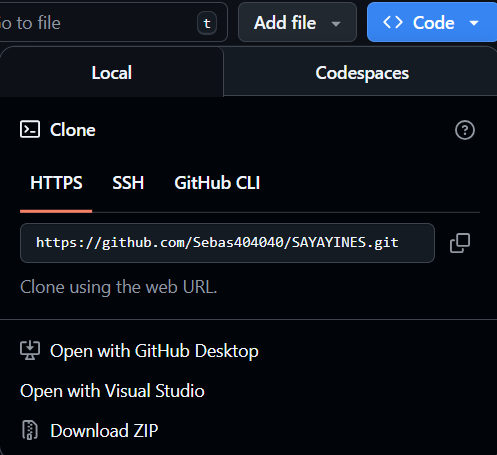 Go to file t Add file Code
Local Codespaces
Clone
HTTPS SSH GitHub CLI
https://github.com/Sebas404040/SAYAYINES.git
Clone using the web URL.
Open with GitHub Desktop
Open with Visual Studio
Download ZIP